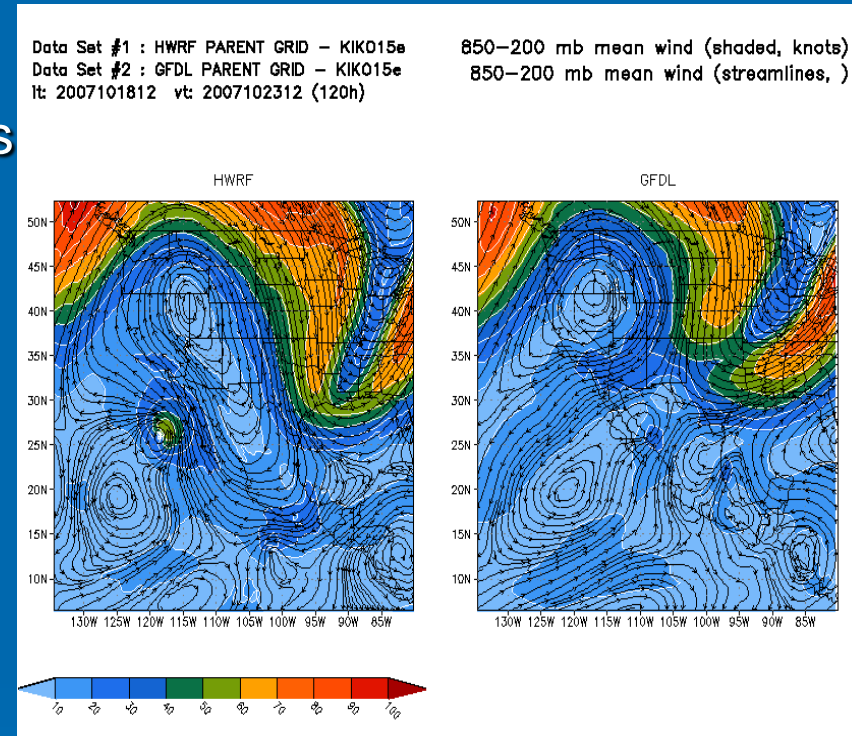 Data Set #1 : HWRF PARENT GRID – KIKO15e
Data Set #2 : GFDL PARENT GRID – KIKO15e
It: 2007101812 vt: 2007102312 (120h)
850–200 mb mean wind (shaded, knots)
850–200 mb mean wind (streamlines, )
s
HWRF
GFDL
50N
45N
40N
35N
30N
25N
20N
15N
10N
130W 125W 120W 115W 110W 105W 100W 95W 90W 85W
50N
45N
40N
35N
30N
25N
20N
15N
10N
130W 125W 120W 115W 110W 105W 100W 95W 90W 85W
10 20 30 40 50 60 70 80 90 100